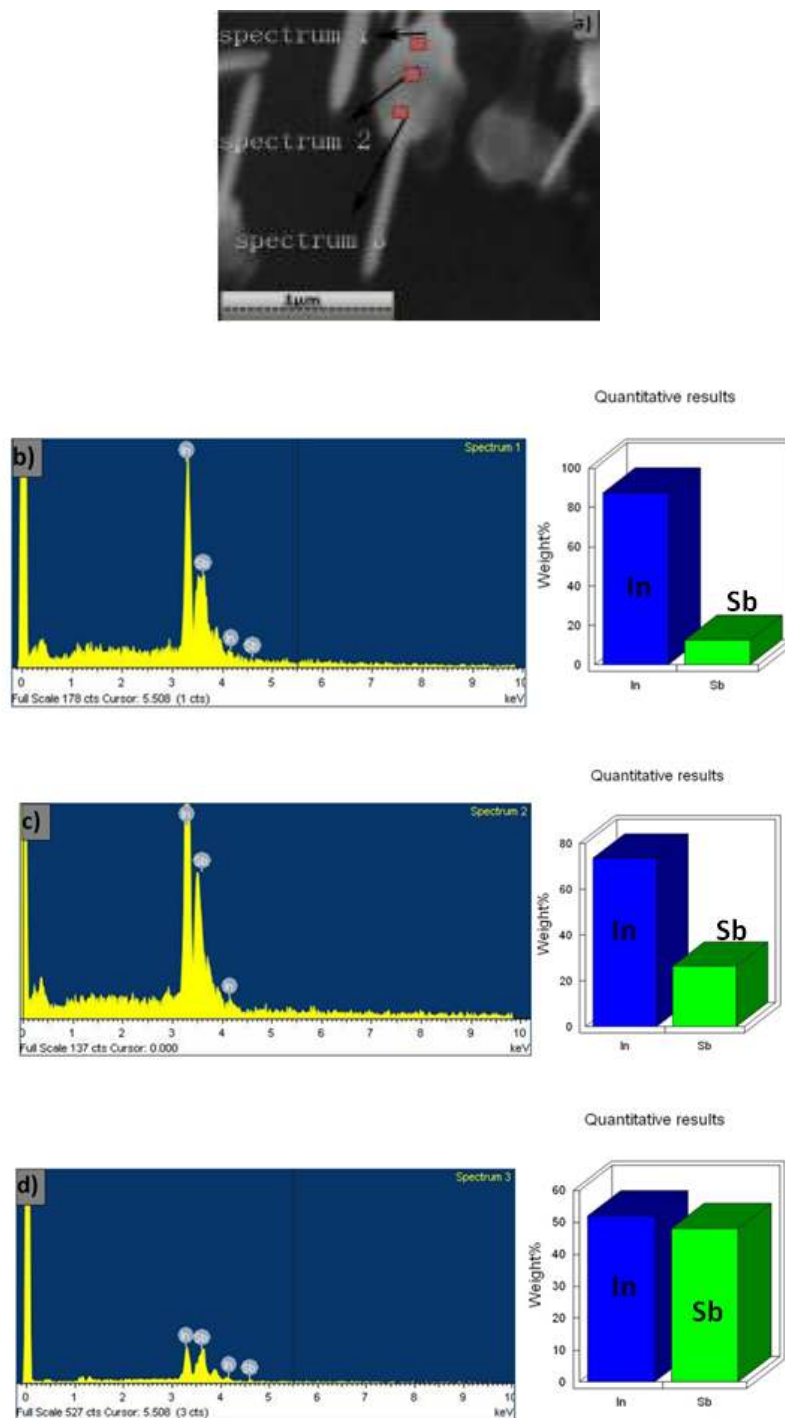 a)
spectrum 1
spectrum 2
spectrum 3
1μm
Quantitative results
b)
Spectrum 1
In
Sb
In
Sb
0 1 2 3 4 5 6 7 8 9 10
Full Scale 178 cts Cursor: 5.508 (1 cts)
keV
100
80
60
40
20
0
Weight%
In
Sb
In
Sb
Quantitative results
c)
Spectrum 2
In
Sb
In
0 1 2 3 4 5 6 7 8 9 10
Full Scale 137 cts Cursor: 0.000
keV
80
60
40
20
0
Weight%
In
Sb
In
Sb
Quantitative results
d)
Spectrum 3
In
Sb
In
Sb
0 1 2 3 4 5 6 7 8 9 10
Full Scale 527 cts Cursor: 5.508 (3 cts)
keV
60
50
40
30
20
10
0
Weight%
In
Sb
In
Sb